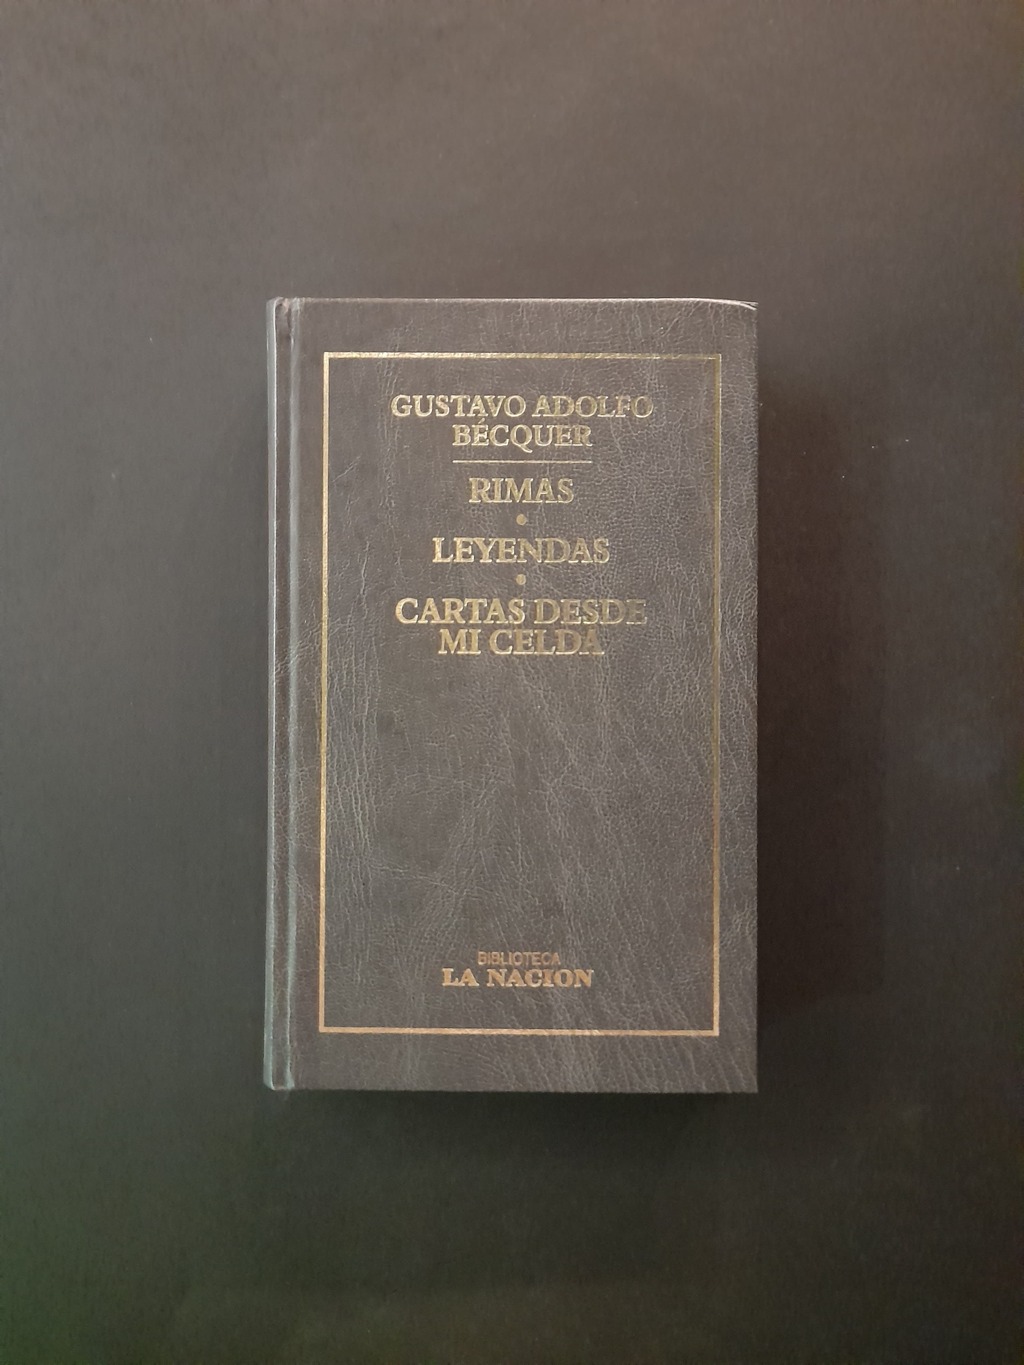 GUSTAVO ADOLFO
BÉCQUER
RIMAS
•
LEYENDAS
•
CARTAS DESDE
MI CELDA
BIBLIOTECA
LA NACION